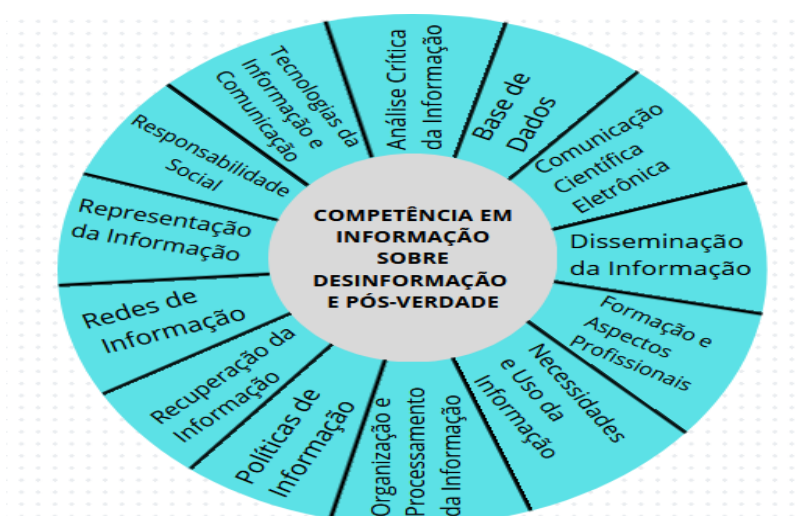 COMPETÊNCIA EM
INFORMAÇÃO
SOBRE
DESINFORMAÇÃO
E PÓS-VERDADE
Análise Crítica
da Informação
Base de
Dados
Comunicação
Científica
Eletrônica
Disseminação
da Informação
Formação e
Aspectos
Profissionais
Necessidades
e Uso da
Informação
Organização e
Processamento
da Informação
Políticas de
Informação
Recuperação da
Informação
Redes de
Informação
Representação
da Informação
Responsabilidade
Social
Tecnologias da
Informação e
Comunicação